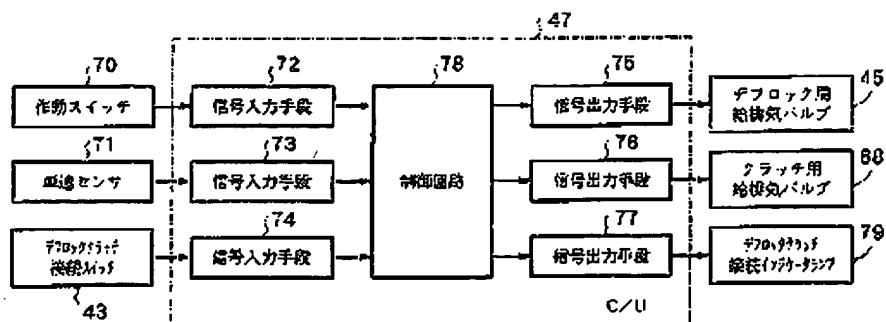 47
70
作動スイッチ
71
車速センサ
デフロッククラッチ
接続スイッチ
43
72
信号入力手段
73
信号入力手段
74
信号入力手段
78
制御回路
75
信号出力手段
76
信号出力手段
77
信号出力手段
C/U
デフロック用
給排気バルブ
45
クラッチ用
給排気バルブ
68
デフロッククラッチ
接続インジケータランプ
79